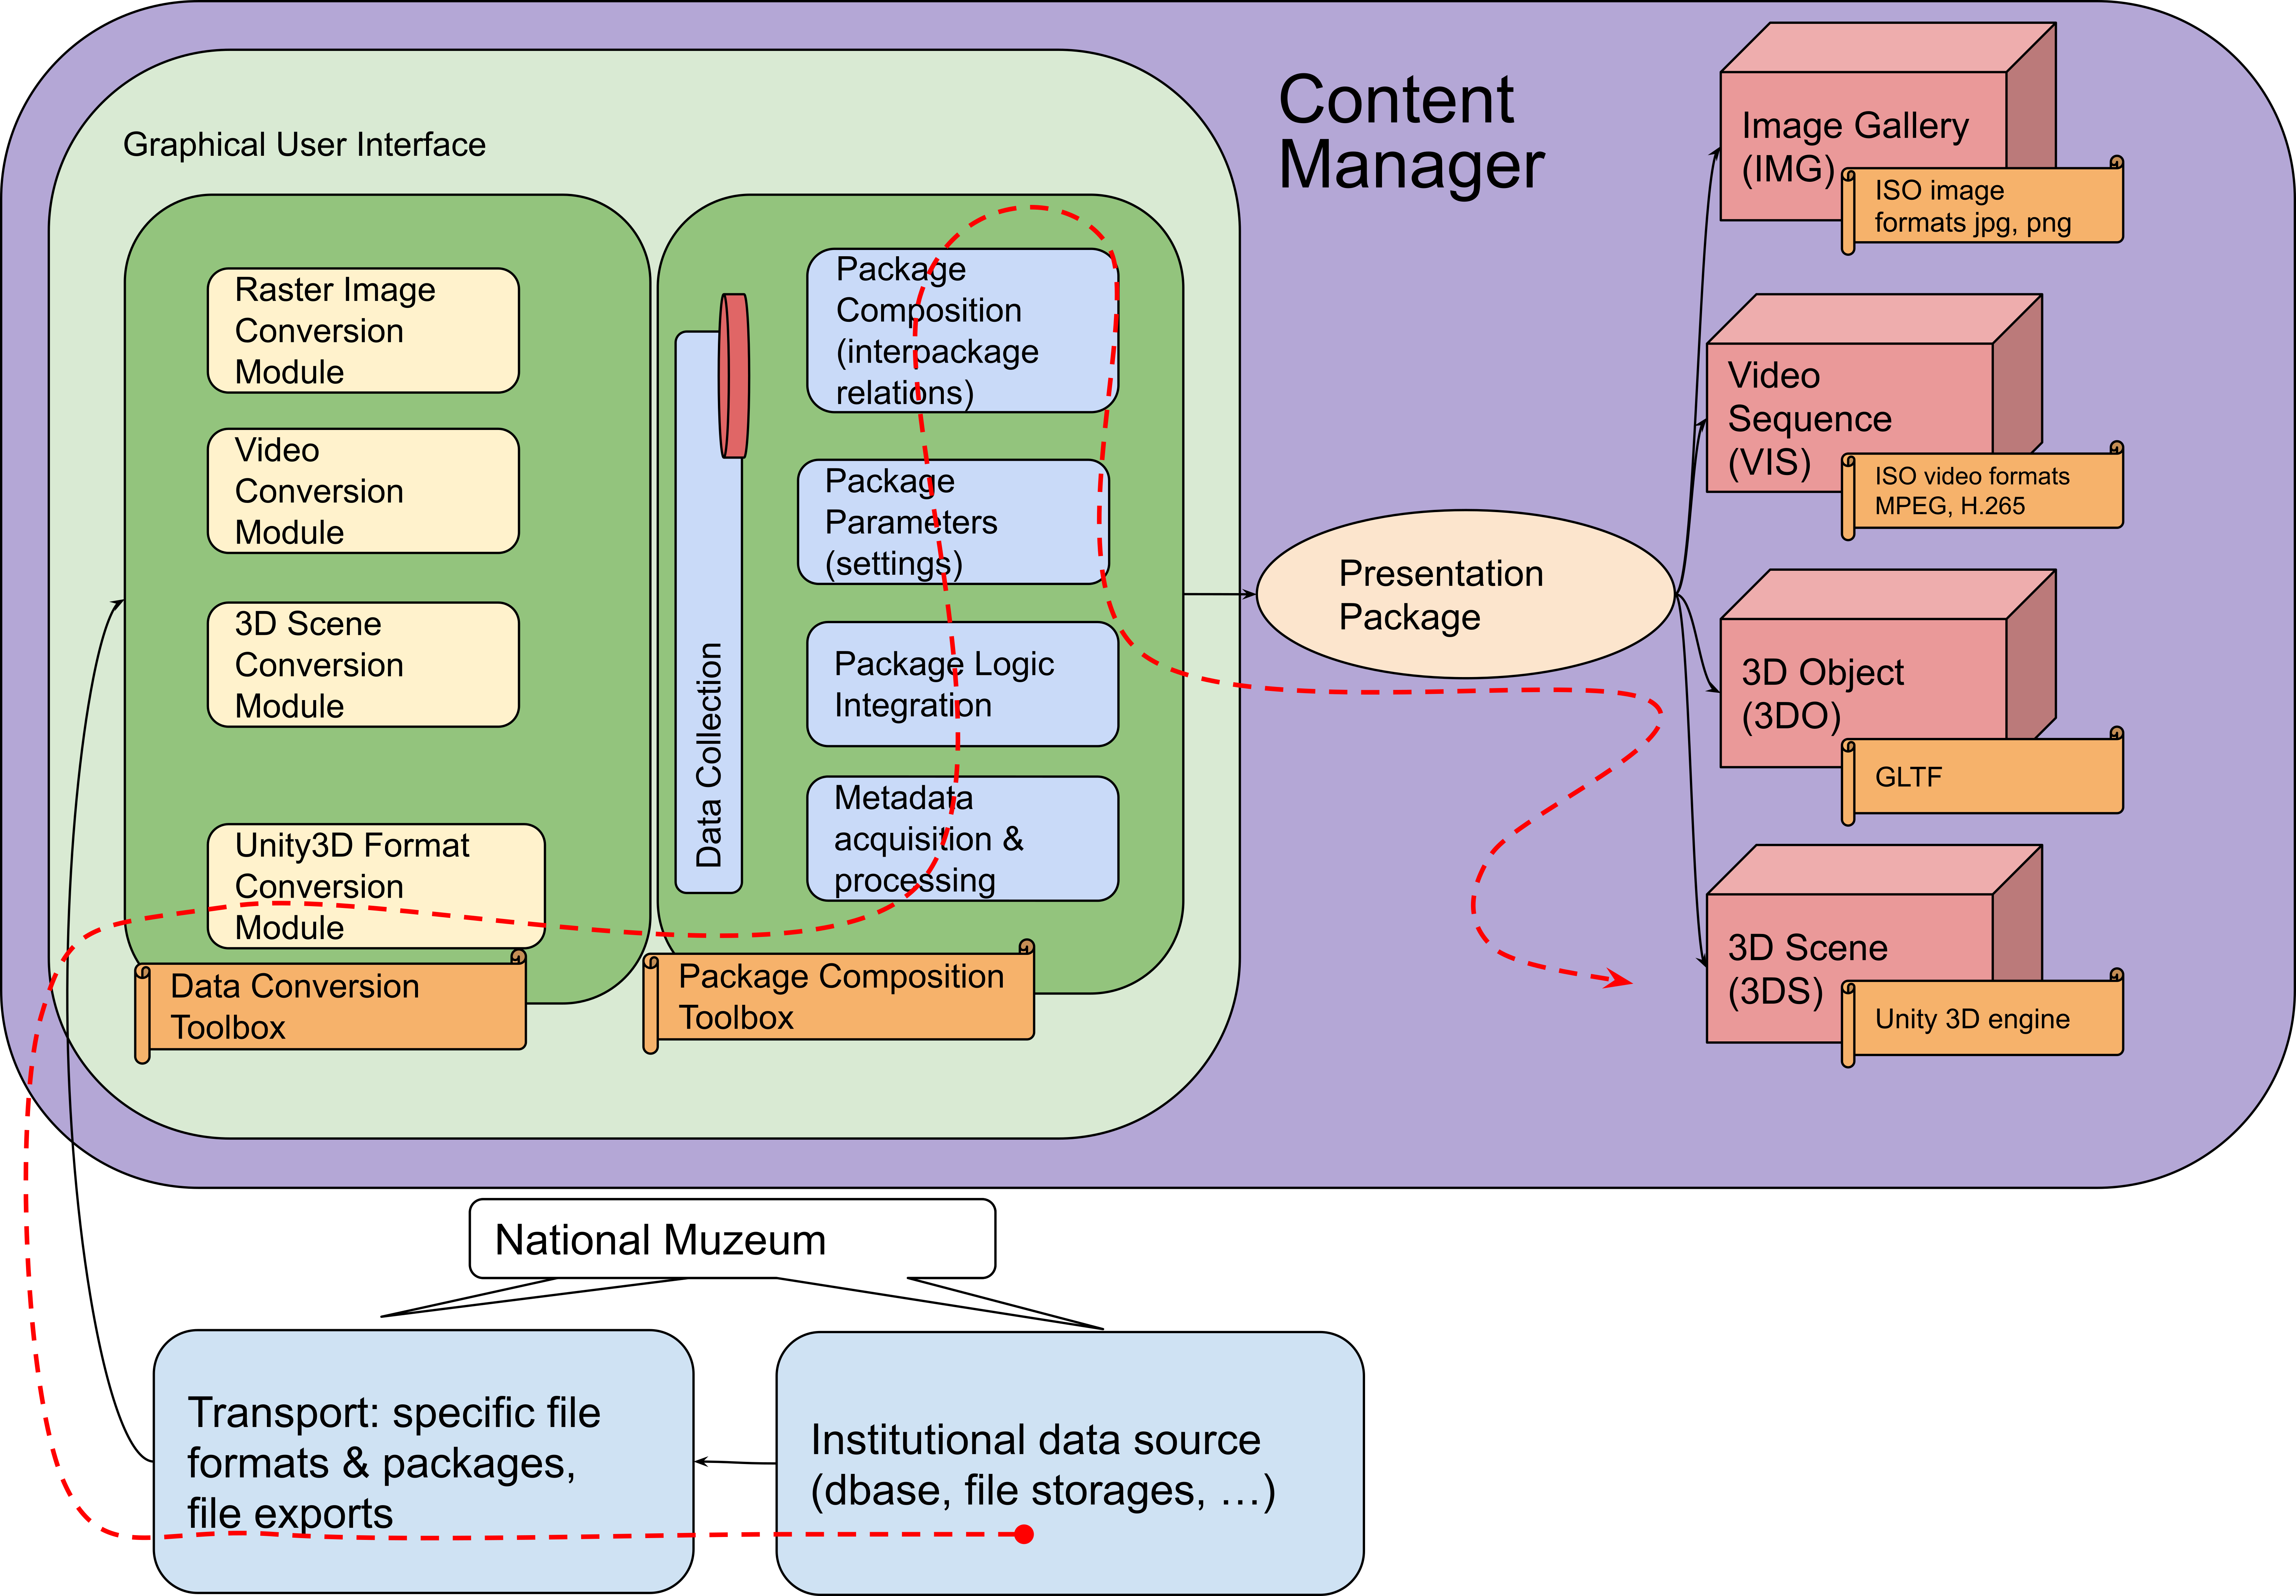 Content
Manager
Graphical User Interface
Raster Image
Conversion
Module
Video
Conversion
Module
3D Scene
Conversion
Module
Unity3D Format
Conversion
Module
Data Conversion
Toolbox
Data Collection
Package
Composition
(interpackage
relations)
Package
Parameters
(settings)
Package Logic
Integration
Metadata
acquisition &
processing
Package Composition
Toolbox
Presentation
Package
Image Gallery
(IMG)
ISO image
formats jpg, png
Video
Sequence
(VIS)
ISO video formats
MPEG, H.265
3D Object
(3DO)
GLTF
3D Scene
(3DS)
Unity 3D engine
National Muzeum
Transport: specific file
formats & packages,
file exports
Institutional data source
(dbase, file storages, …)